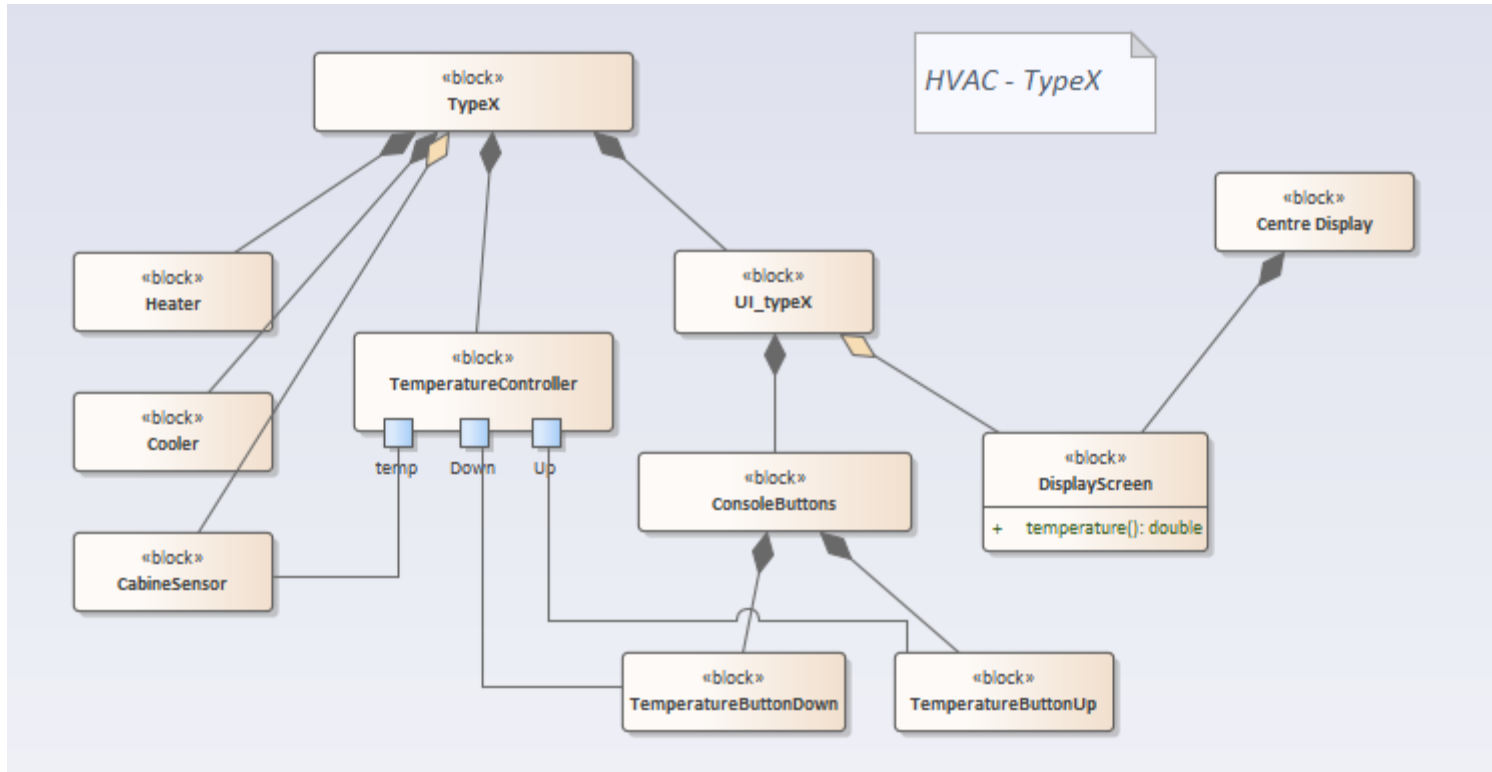 «block»
TypeX
HVAC - TypeX
«block»
Centre Display
«block»
Heater
«block»
UI_typeX
«block»
TemperatureController
temp
Down
Up
«block»
Cooler
«block»
ConsoleButtons
«block»
DisplayScreen
+ temperature(): double
«block»
CabineSensor
«block»
TemperatureButtonDown
«block»
TemperatureButtonUp